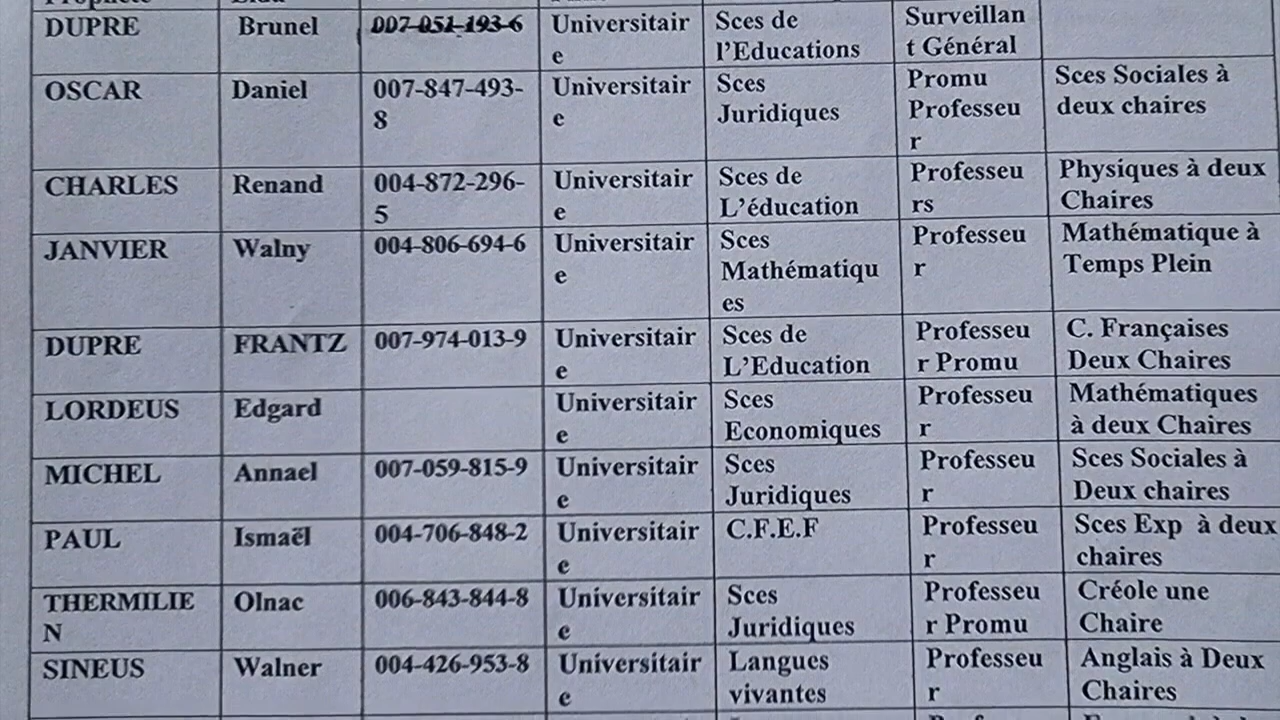 DUPRE Brunel 007-051-193-6 Universitair Sces de Surveillan
e l'Educations t Général
OSCAR Daniel 007-847-493- Universitair Sces Promu Sces Sociales à
8 e Juridiques Professeu deux chaires
r
CHARLES Renand 004-872-296- Universitair Sces de Professeu Physiques à deux
5 e L'éducation rs Chaires
JANVIER Walny 004-806-694-6 Universitair Sces Professeu Mathématique à
e Mathématiqu r Temps Plein
es
DUPRE FRANTZ 007-974-013-9 Universitair Sces de Professeu C. Françaises
e L'Education r Promu Deux Chaires
LORDEUS Edgard Universitair Sces Professeu Mathématiques
e Economiques r à deux Chaires
MICHEL Annael 007-059-815-9 Universitair Sces Professeu Sces Sociales à
e Juridiques r Deux chaires
PAUL Ismaël 004-706-848-2 Universitair C.F.E.F Professeu Sces Exp à deux
e r chaires
THERMILIE Olnac 006-843-844-8 Universitair Sces Professeu Créole une
N e Juridiques r Promu Chaire
SINEUS Walner 004-426-953-8 Universitair Langues Professeu Anglais à Deux
e vivantes r Chaires